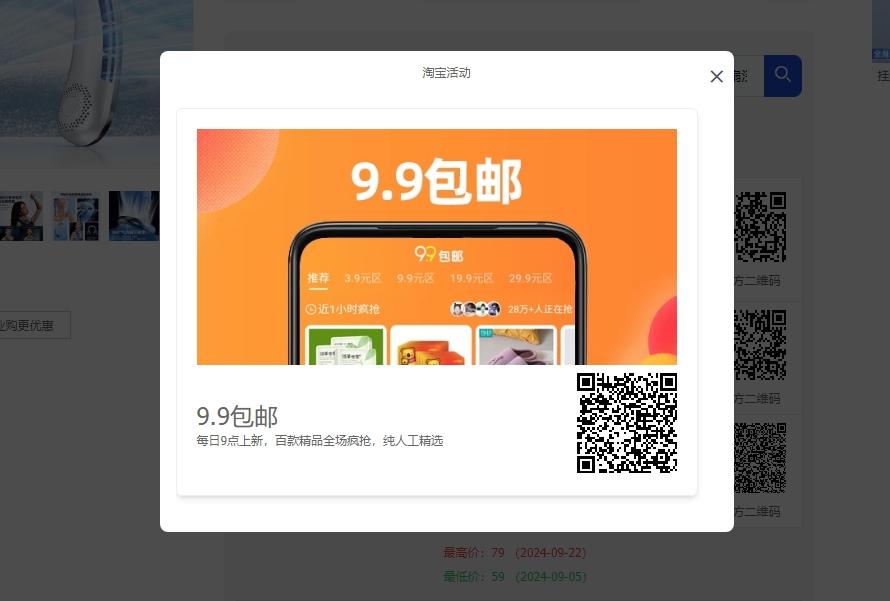 淘宝活动
9.9包邮
99包邮
推荐 3.9元区 9.9元区 19.9元区 29.9元区
近1小时疯抢 28万+人正在抢
9.9包邮
每日9点上新，百款精品全场疯抢，纯人工精选
业购更优惠
方二维码
方二维码
方二维码
挂
最高价：79 （2024-09-22）
最低价：59 （2024-09-05）